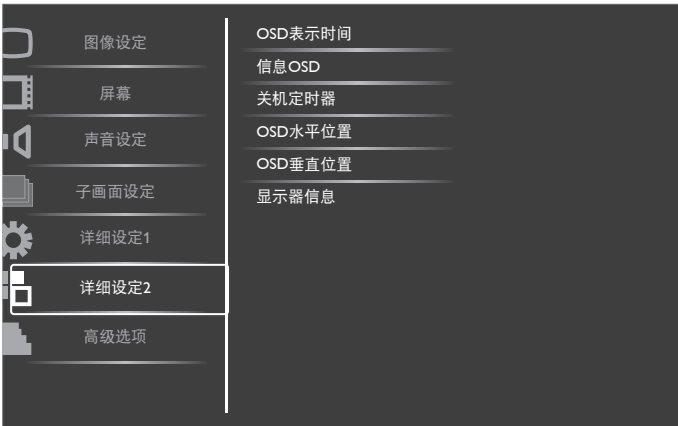 图像设定
屏幕
声音设定
子画面设定
详细设定1
详细设定2
高级选项
OSD表示时间
信息OSD
关机定时器
OSD水平位置
OSD垂直位置
显示器信息